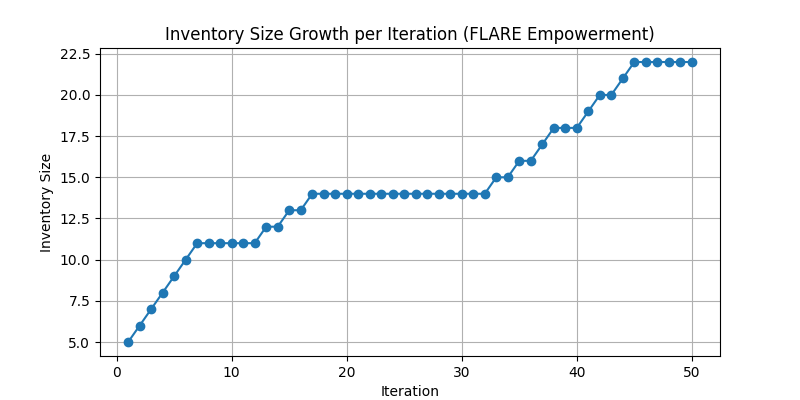 Inventory Size Growth per Iteration (FLARE Empowerment)
22.5
20.0
17.5
15.0
12.5
10.0
7.5
5.0
Inventory Size
0 10 20 30 40 50
Iteration